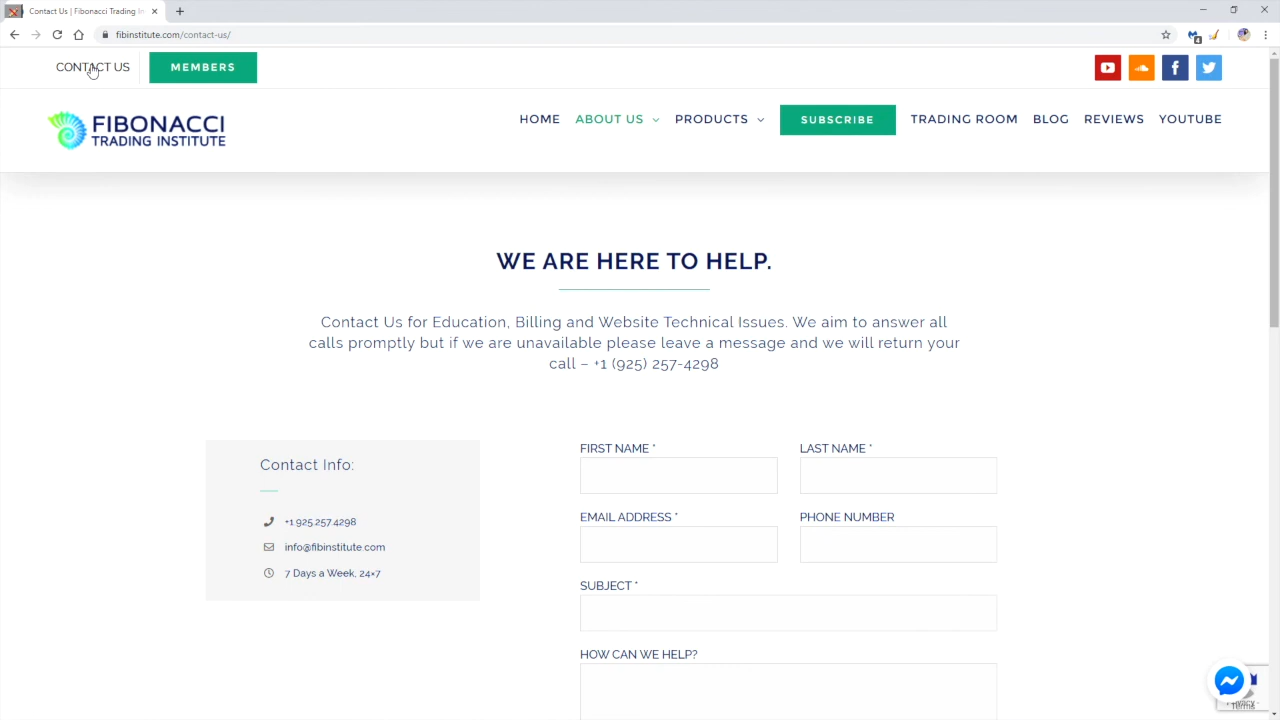 Contact Us | Fibonacci Trading In
fibinstitute.com/contact-us/
4
CONTACT US
MEMBERS
FIBONACCI
TRADING INSTITUTE
HOME
ABOUT US
PRODUCTS
SUBSCRIBE
TRADING ROOM
BLOG
REVIEWS
YOUTUBE
WE ARE HERE TO HELP.
Contact Us for Education, Billing and Website Technical Issues. We aim to answer all
calls promptly but if we are unavailable please leave a message and we will return your
call – +1 (925) 257-4298
Contact Info:
+1.925.257.4298
info@fibinstitute.com
7 Days a Week, 24×7
FIRST NAME *
LAST NAME *
EMAIL ADDRESS *
PHONE NUMBER
SUBJECT *
HOW CAN WE HELP?
Terms